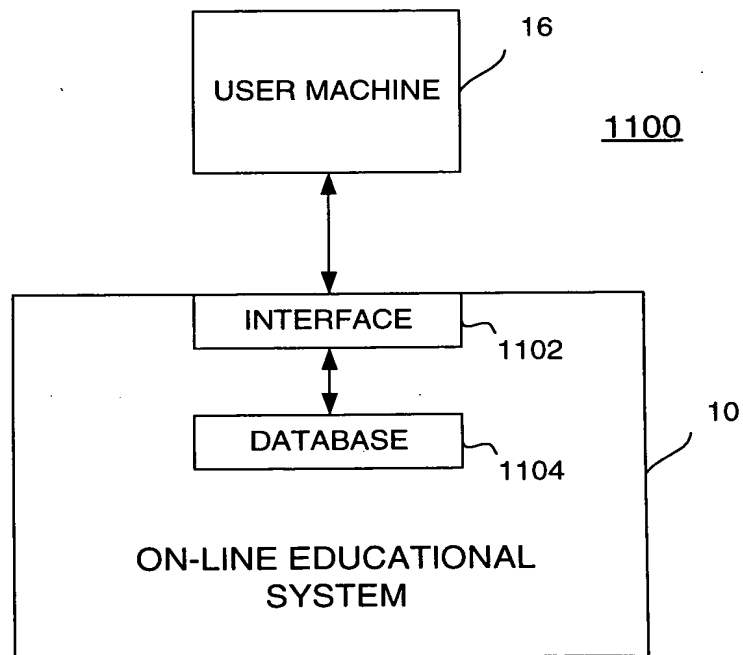 16
USER MACHINE
1100
INTERFACE
1102
10
DATABASE
1104
ON-LINE EDUCATIONAL
SYSTEM